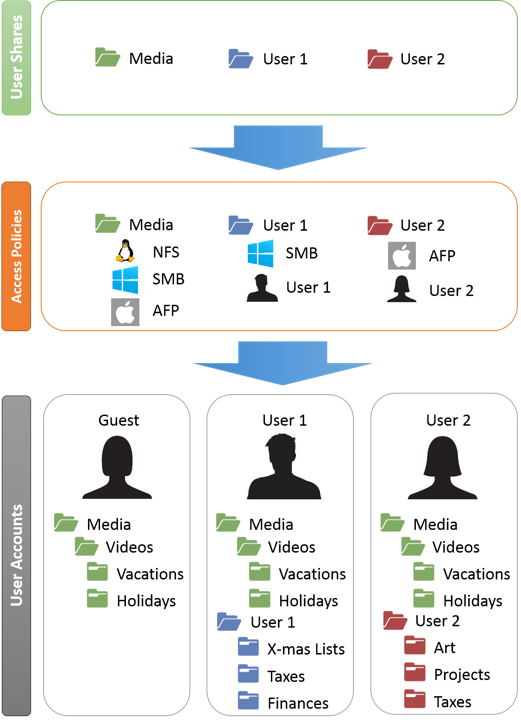 User Shares
Media
User 1
User 2
Access Policies
Media
User 1
User 2
NFS
SMB
AFP
SMB
User 1
AFP
User 2
User Accounts
Guest
Media
Videos
Vacations
Holidays
User 1
Media
Videos
Vacations
Holidays
User 1
X-mas Lists
Taxes
Finances
User 2
Media
Videos
Vacations
Holidays
User 2
Art
Projects
Taxes